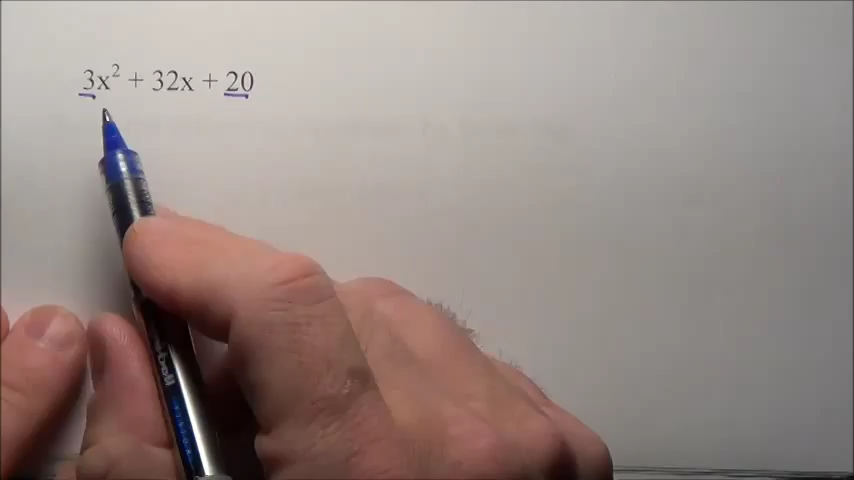 3x² + 32x + 20